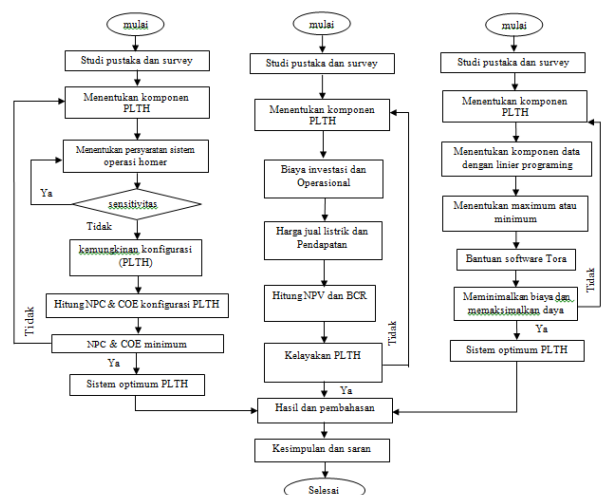 mulai
Studi pustaka dan survey
Menentukan komponen
PLTH
Menentukan persyaratan sistem
operasi homer
Ya
sensitivitas
Tidak
kemungkinan konfigurasi
(PLTH)
Hitung NPC & COE konfigurasi PLTH
Tidak
NPC & COE minimum
Ya
Sistem optimum PLTH
mulai
Studi pustaka dan survey
Menentukan komponen
PLTH
Biaya investasi dan
Operasional
Harga jual listrik dan
Pendapatan
Hitung NPV dan BCR
Tidak
Kelayakan PLTH
Ya
mulai
Studi pustaka dan survey
Menentukan komponen
PLTH
Menentukan komponen data
dengan linier programing
Menentukan maximum atau
minimum
Bantuan software Tora
Tidak
Meminimalkan biaya dan
memaksimalkan daya
Ya
Sistem optimum PLTH
Hasil dan pembahasan
Kesimpulan dan saran
Selesai